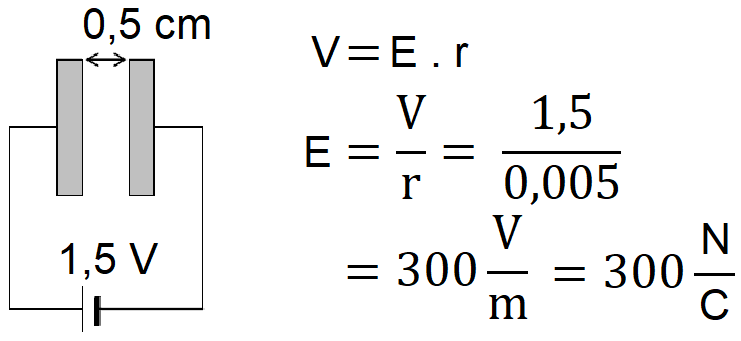 0,5 cm
1,5 V
V = E . r
E = V/r = 1,5/0,005
= 300 V/m = 300 N/C